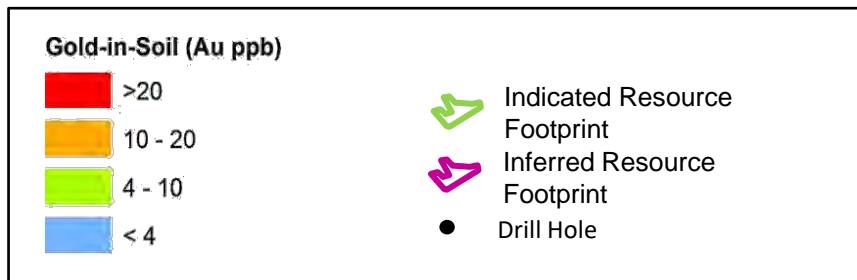 Gold-in-Soil (Au ppb)
>20
10 - 20
4 - 10
< 4
Indicated Resource
Footprint
Inferred Resource
Footprint
Drill Hole